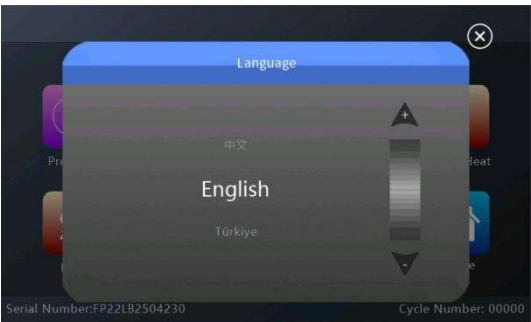 Language
+
中文
Pro
Heat
English
Türkiye
-
e
Serial Number:FP22LB2504230
Cycle Number: 00000